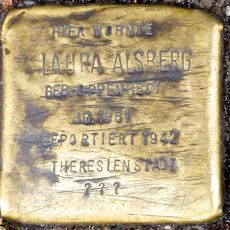 HIER WOHNTE
LAURA ALSBERG
GEB. OPPENHEIM
JG. 1861
DEPORTIERT 1942
THERESIENSTADT
???